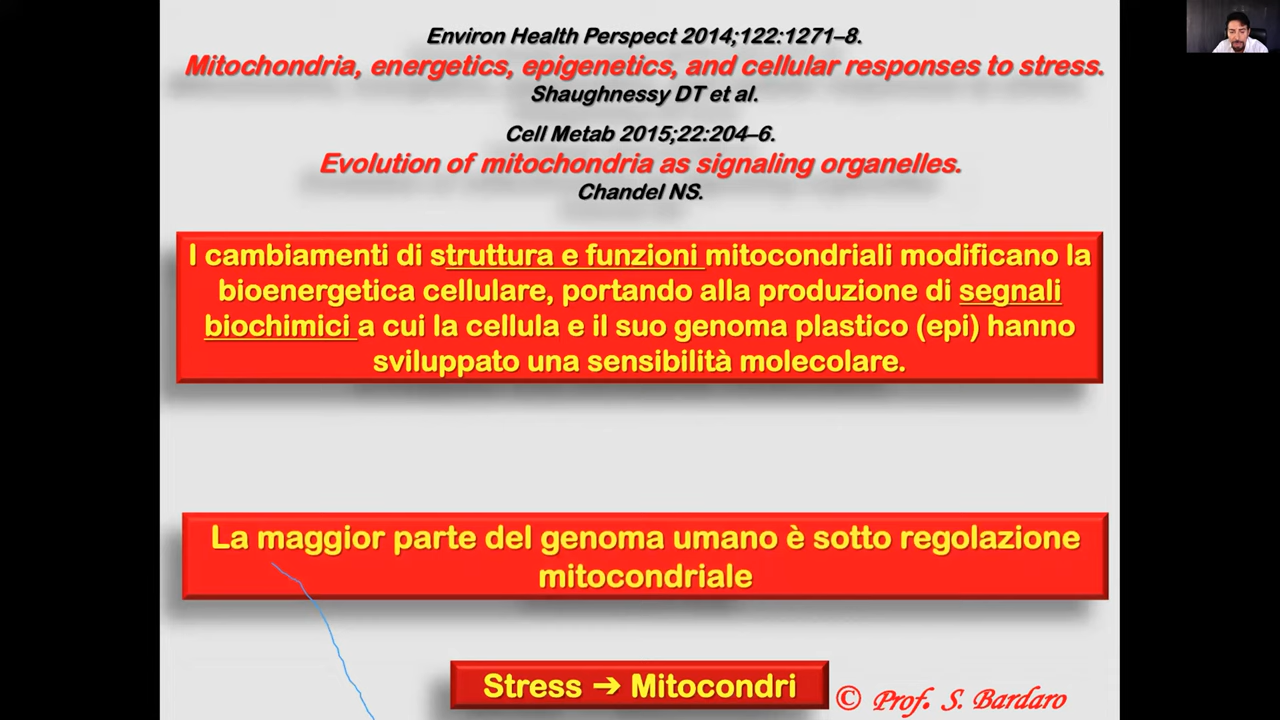 Environ Health Perspect 2014;122:1271–8.
Mitochondria, energetics, epigenetics, and cellular responses to stress.
Shaughnessy DT et al.
Cell Metab 2015;22:204–6.
Evolution of mitochondria as signaling organelles.
Chandel NS.
I cambiamenti di struttura e funzioni mitocondriali modificano la
bioenergetica cellulare, portando alla produzione di segnali
biochimici a cui la cellula e il suo genoma plastico (epi) hanno
sviluppato una sensibilità molecolare.
La maggior parte del genoma umano è sotto regolazione
mitocondriale
Stress ➔ Mitocondri
© Prof. S. Bardaro